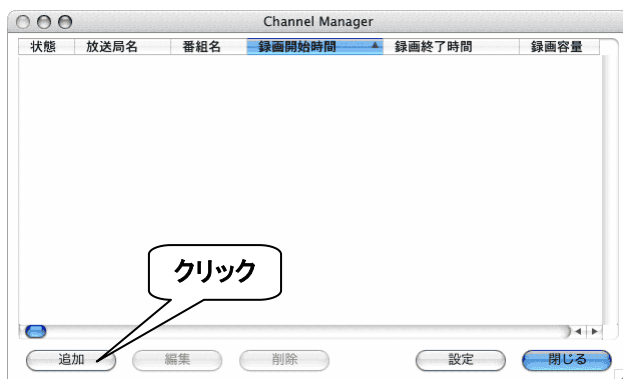 Channel Manager
状態 放送局名 番組名 録画開始時間 録画終了時間 録画容量
クリック
追加 編集 削除 設定 閉じる